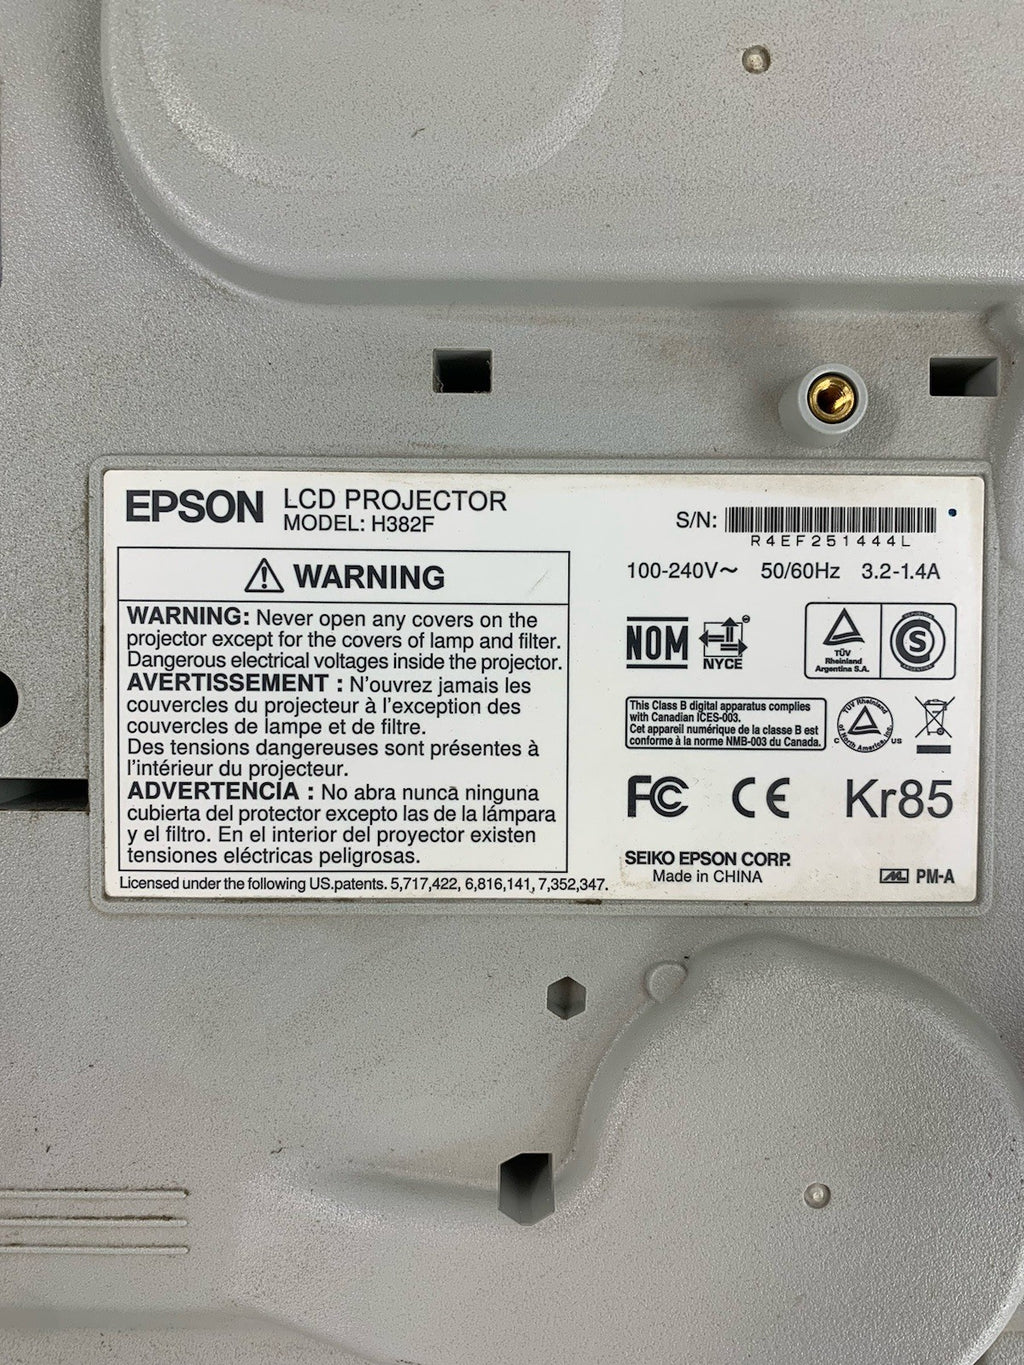 EPSON LCD PROJECTOR
MODEL: H382F
S/N:
R4EF251444L
100-240V～ 50/60Hz 3.2-1.4A
⚠ WARNING
WARNING: Never open any covers on the
projector except for the covers of lamp and filter.
Dangerous electrical voltages inside the projector.
AVERTISSEMENT : N'ouvrez jamais les
couvercles du projecteur à l'exception des
couvercles de lampe et de filtre.
Des tensions dangereuses sont présentes à
l'intérieur du projecteur.
ADVERTENCIA : No abra nunca ninguna
cubierta del protector excepto las de la lámpara
y el filtro. En el interior del proyector existen
tensiones eléctricas peligrosas.
Licensed under the following US.patents. 5,717,422, 6,816,141, 7,352,347.
NOM
NYCE
TÜV
Rheinland
Argentina S.A.
S
This Class B digital apparatus complies
with Canadian ICES-003.
Cet appareil numérique de la classe B est
conforme à la norme NMB-003 du Canada.
TÜV Rheinland
of North America, Inc.
C US
FC CE Kr85
SEIKO EPSON CORP.
Made in CHINA
PM-A